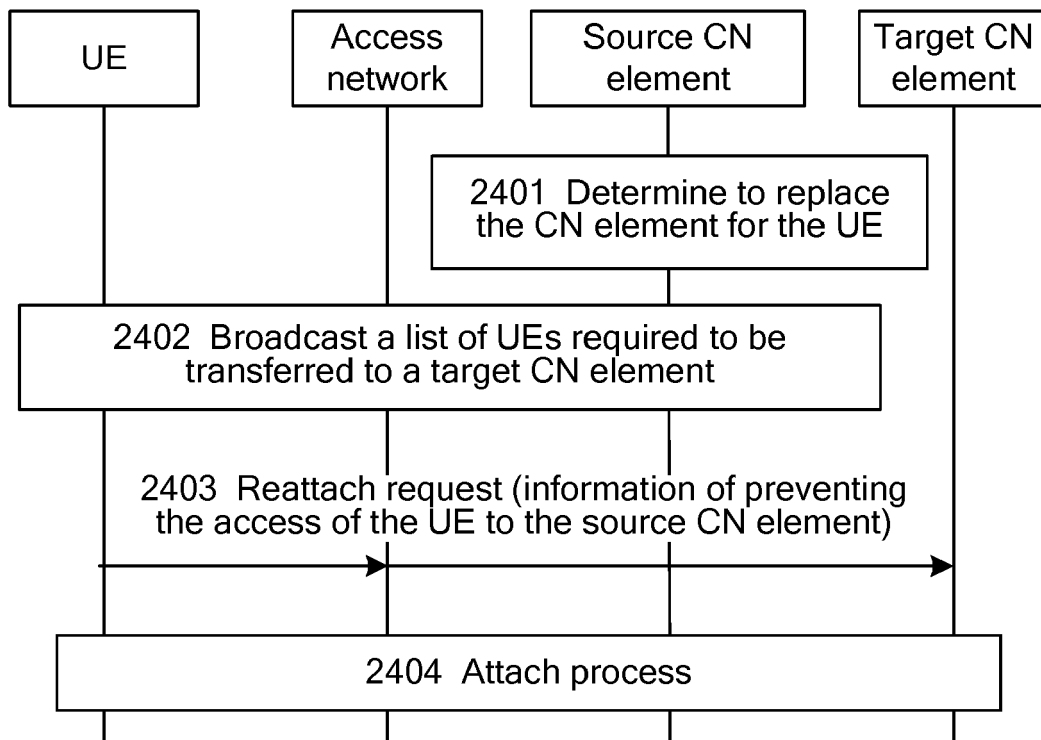 UE
Access
network
Source CN
element
Target CN
element
2401 Determine to replace
the CN element for the UE
2402 Broadcast a list of UEs required to be
transferred to a target CN element
2403 Reattach request (information of preventing
the access of the UE to the source CN element)
2404 Attach process